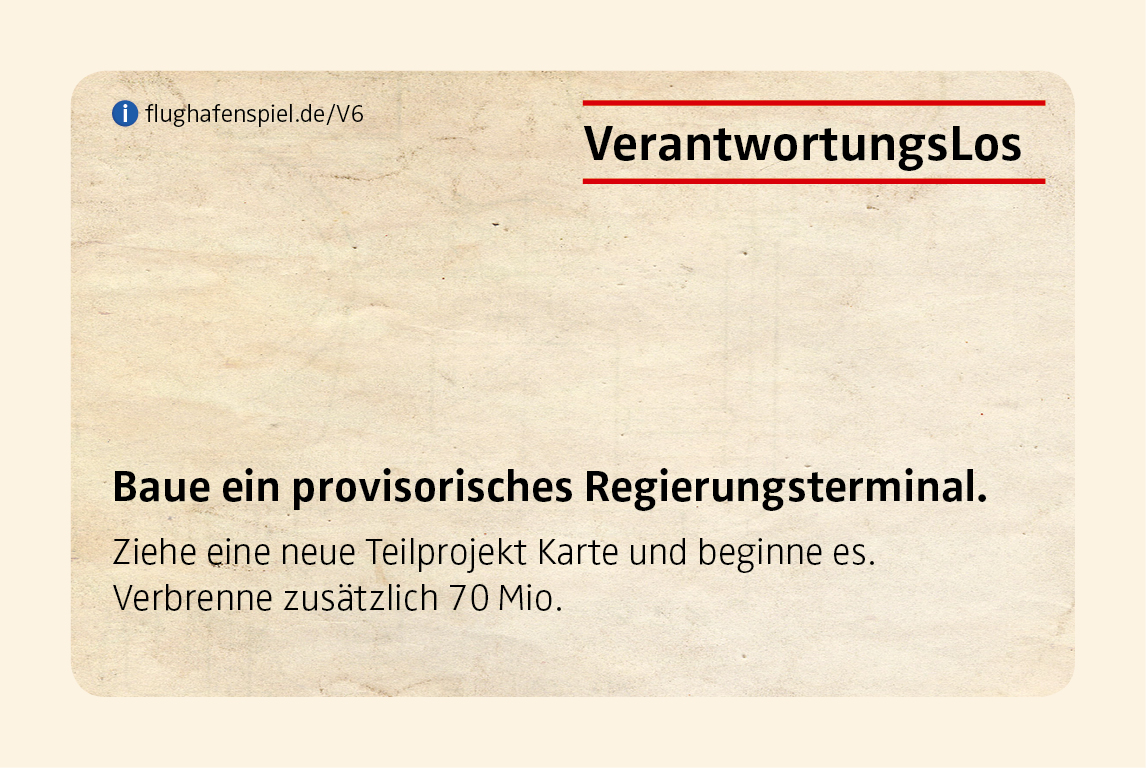 flughafenspiel.de/V6
VerantwortungsLos
Baue ein provisorisches Regierungsterminal.
Ziehe eine neue Teilprojekt Karte und beginne es.
Verbrenne zusätzlich 70 Mio.